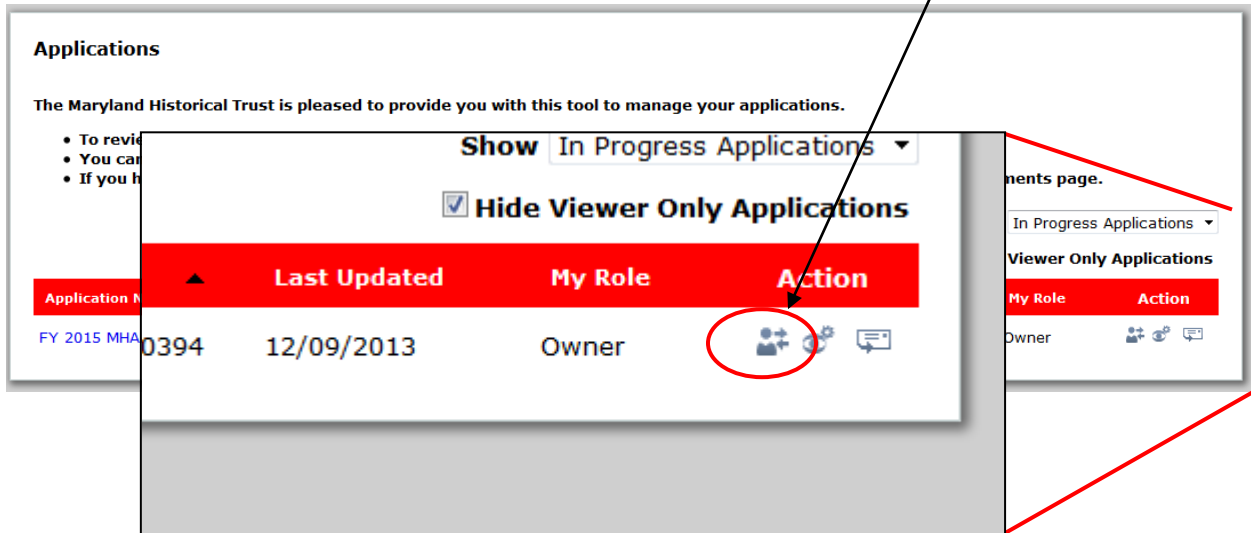 Applications
The Maryland Historical Trust is pleased to provide you with this tool to manage your applications.
• To
• You
• If you
ments page.
In Progress Applications
Viewer Only Applications
Application
My Role
Action
FY 2015 MHA
Owner
Show In Progress Applications
Hide Viewer Only Applications
Last Updated
My Role
Action
0394
12/09/2013
Owner